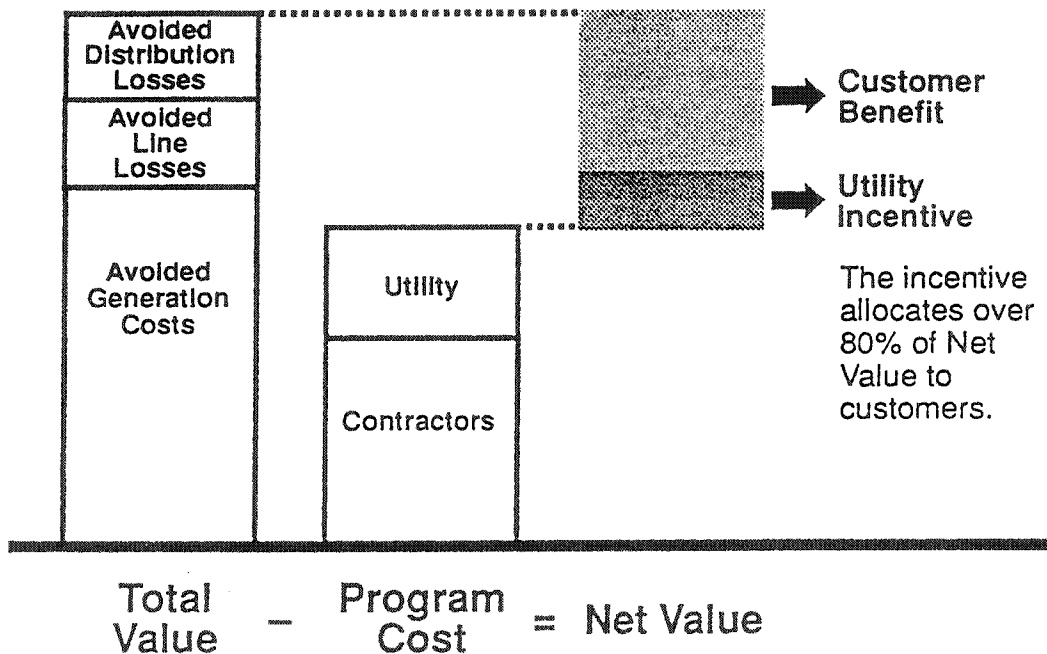 Avoided
Distribution
Losses
Avoided
Line
Losses
Avoided
Generation
Costs
Utility
Contractors
Customer
Benefit
Utility
Incentive
The incentive
allocates over
80% of Net
Value to
customers.
Total
Value
–
Program
Cost
= Net Value